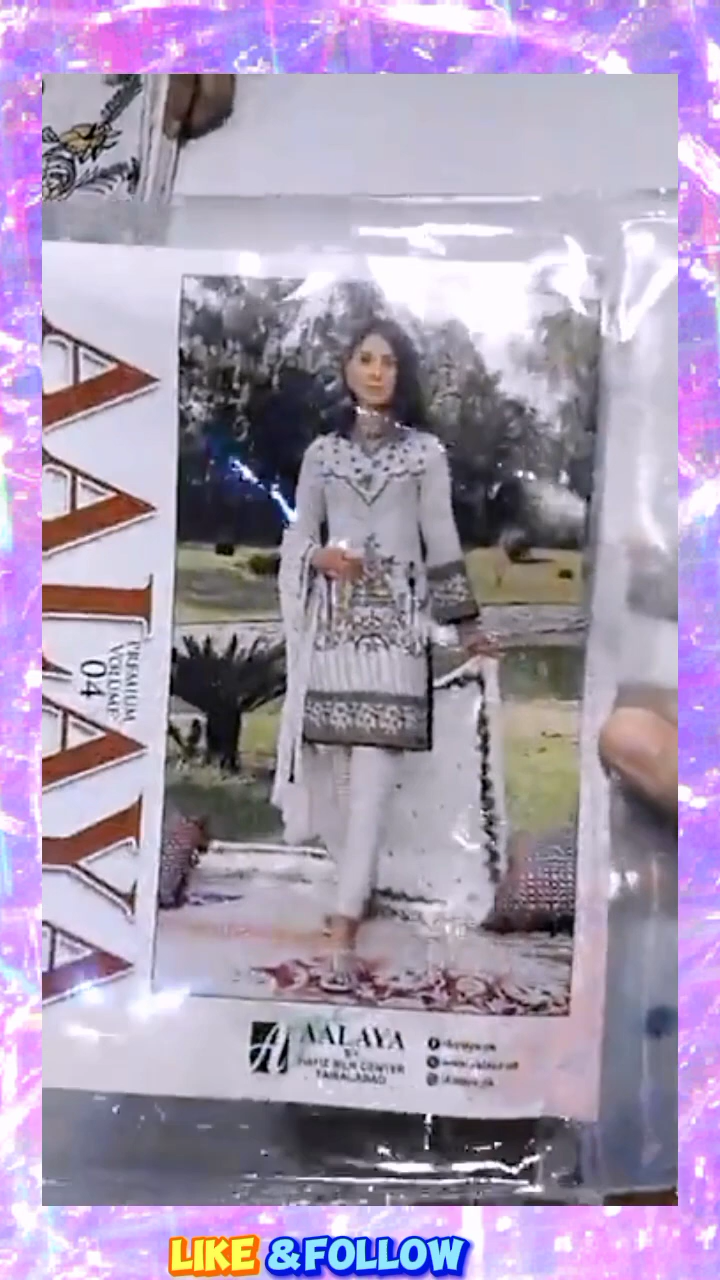 AALAYA
PREMIUM
VOLUME
04
AALAYA
BY
HAFIZ SILK CENTER
FAISALABAD
LIKE & FOLLOW